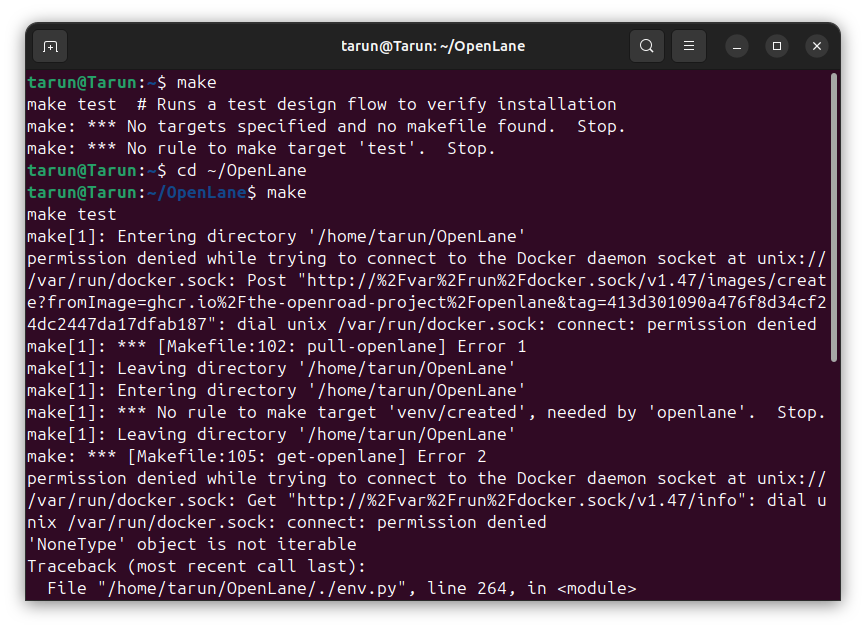 tarun@Tarun: ~/OpenLane
tarun@Tarun:~$ make
make test  # Runs a test design flow to verify installation
make: *** No targets specified and no makefile found.  Stop.
make: *** No rule to make target 'test'.  Stop.
tarun@Tarun:~$ cd ~/OpenLane
tarun@Tarun:~/OpenLane$ make
make test
make[1]: Entering directory '/home/tarun/OpenLane'
permission denied while trying to connect to the Docker daemon socket at unix://
/var/run/docker.sock: Post "http://%2Fvar%2Frun%2Fdocker.sock/v1.47/images/creat
e?fromImage=ghcr.io%2Fthe-openroad-project%2Fopenlane&tag=413d301090a476f8d34cf2
4dc2447da17dfab187": dial unix /var/run/docker.sock: connect: permission denied
make[1]: *** [Makefile:102: pull-openlane] Error 1
make[1]: Leaving directory '/home/tarun/OpenLane'
make[1]: Entering directory '/home/tarun/OpenLane'
make[1]: *** No rule to make target 'venv/created', needed by 'openlane'.  Stop.
make[1]: Leaving directory '/home/tarun/OpenLane'
make: *** [Makefile:105: get-openlane] Error 2
permission denied while trying to connect to the Docker daemon socket at unix://
/var/run/docker.sock: Get "http://%2Fvar%2Frun%2Fdocker.sock/v1.47/info": dial u
nix /var/run/docker.sock: connect: permission denied
'NoneType' object is not iterable
Traceback (most recent call last):
  File "/home/tarun/OpenLane/./env.py", line 264, in <module>